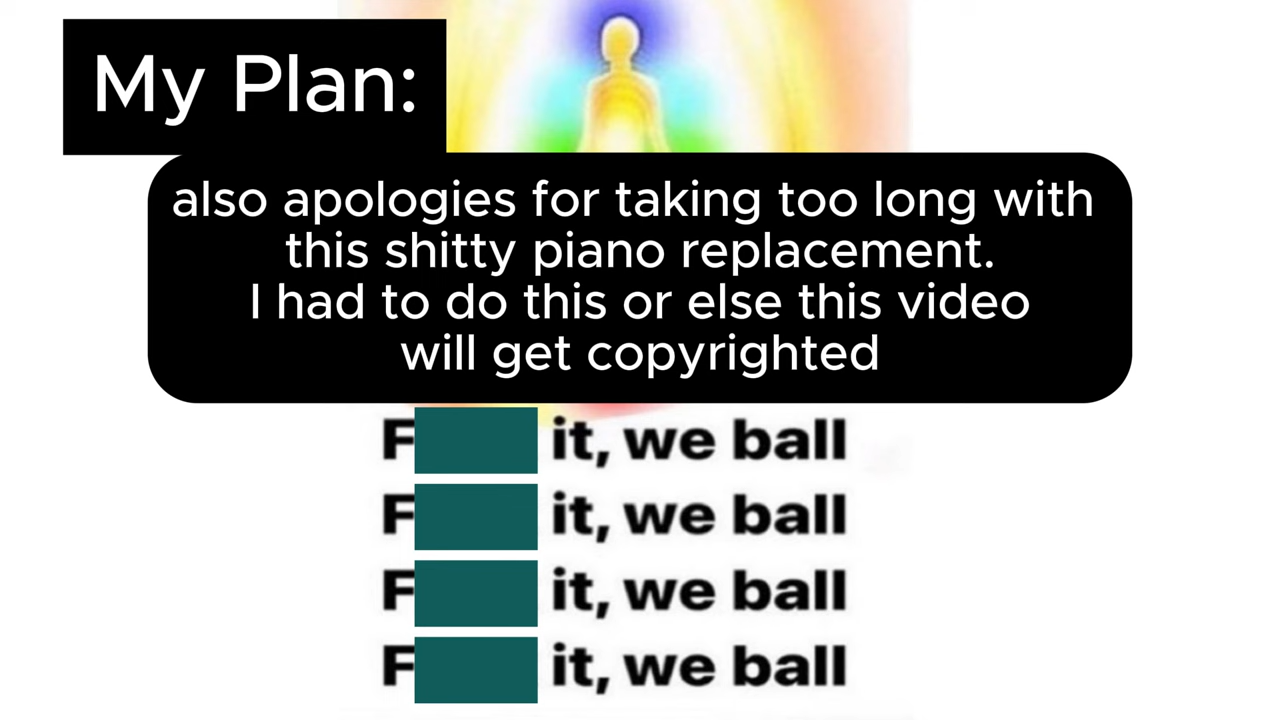 My Plan:
also apologies for taking too long with
this shitty piano replacement.
I had to do this or else this video
will get copyrighted
F it, we ball
F it, we ball
F it, we ball
F it, we ball